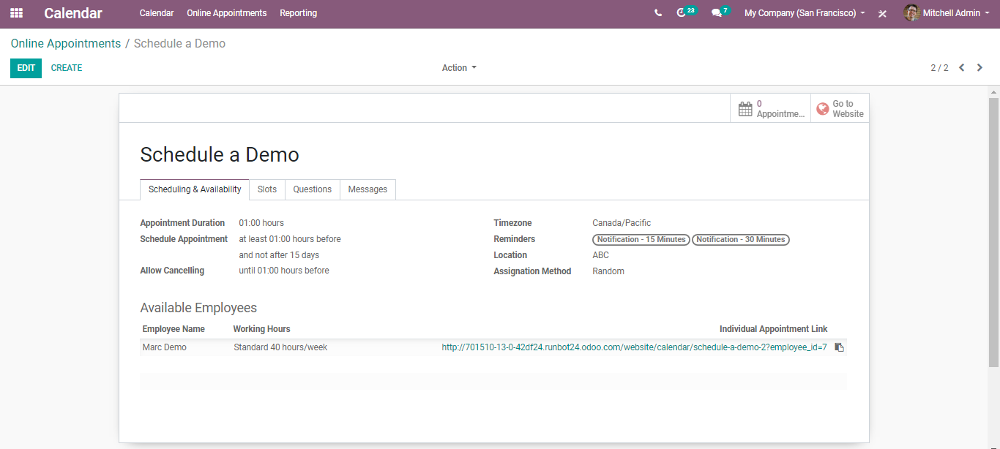 Calendar Calendar Online Appointments Reporting 23 7 My Company (San Francisco) Mitchell Admin
Online Appointments / Schedule a Demo
EDIT CREATE Action 2 / 2
0 Appointme...
Go to Website
Schedule a Demo
Scheduling & Availability Slots Questions Messages
Appointment Duration 01:00 hours
Schedule Appointment at least 01:00 hours before
and not after 15 days
Allow Cancelling until 01:00 hours before
Timezone Canada/Pacific
Reminders Notification - 15 Minutes Notification - 30 Minutes
Location ABC
Assignation Method Random
Available Employees
Employee Name Working Hours Individual Appointment Link
Marc Demo Standard 40 hours/week http://701510-13-0-42df24.runbot24.odoo.com/website/calendar/schedule-a-demo-2?employee_id=7